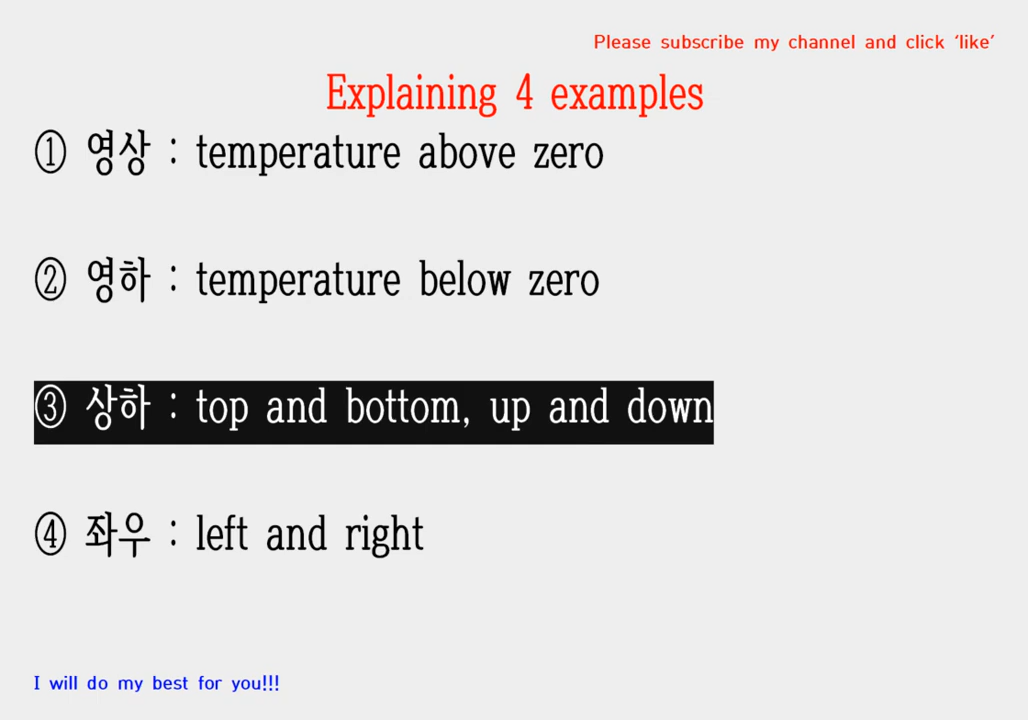 Please subscribe my channel and click ‘like’
Explaining 4 examples
① 영상 : temperature above zero
② 영하 : temperature below zero
③ 상하 : top and bottom, up and down
④ 좌우 : left and right
I will do my best for you!!!